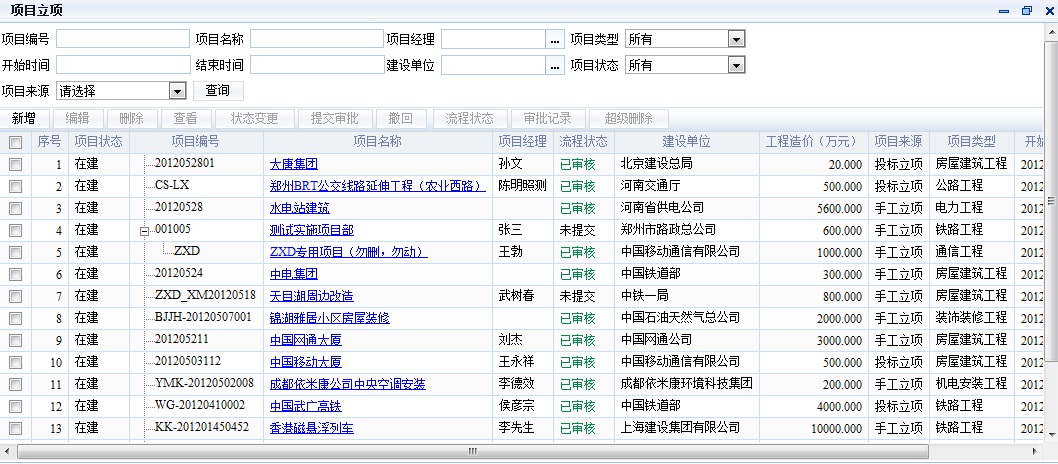 项目立项
项目编号 项目名称 项目经理 ... 项目类型 所有
开始时间 结束时间 建设单位 ... 项目状态 所有
项目来源 请选择 查询
新增 编辑 删除 查看 状态变更 提交审批 撤回 流程状态 审批记录 超级删除
序号 项目状态 项目编号 项目名称 项目经理 流程状态 建设单位 工程造价（万元） 项目来源 项目类型 开始
1 在建 2012052801 大唐集团 孙文 已审核 北京建设总局 20.000 投标立项 房屋建筑工程 2012
2 在建 CS-LX 郑州BRT公交线路延伸工程（农业西路） 陈明照测 已审核 河南交通厅 500.000 投标立项 公路工程 2012
3 在建 20120528 水电站建筑 已审核 河南省供电公司 5600.000 手工立项 电力工程 2012
4 在建 001005 测试实施项目部 张三 未提交 郑州市路政总公司 600.000 手工立项 铁路工程 2012
5 在建 ZXD ZXD专用项目（勿删，勿动） 王勃 已审核 中国移动通信有限公司 1000.000 手工立项 通信工程 2012
6 在建 20120524 中电集团 已审核 中国铁道部 300.000 手工立项 房屋建筑工程 2012
7 在建 ZXD_XM20120518 天目湖周边改造 武树春 未提交 中铁一局 800.000 手工立项 房屋建筑工程 2012
8 在建 BJJH-20120507001 锦湖雅居小区房屋装修 已审核 中国石油天然气总公司 2000.000 手工立项 装饰装修工程 2012
9 在建 201205211 中国网通大厦 刘杰 已审核 中国网通公司 3000.000 手工立项 房屋建筑工程 2012
10 在建 20120503112 中国移动大厦 王永祥 已审核 中国移动通信有限公司 500.000 投标立项 房屋建筑工程 2012
11 在建 YMK-20120502008 成都依米康公司中央空调安装 李德效 已审核 成都依米康环境科技集团 200.000 手工立项 机电安装工程 2012
12 在建 WG-20120410002 中国武广高铁 侯彦宗 已审核 中国铁道部 4000.000 投标立项 铁路工程 2012
13 在建 KK-201201450452 香港磁悬浮列车 李先生 已审核 上海建设集团有限公司 10000.000 手工立项 铁路工程 2012